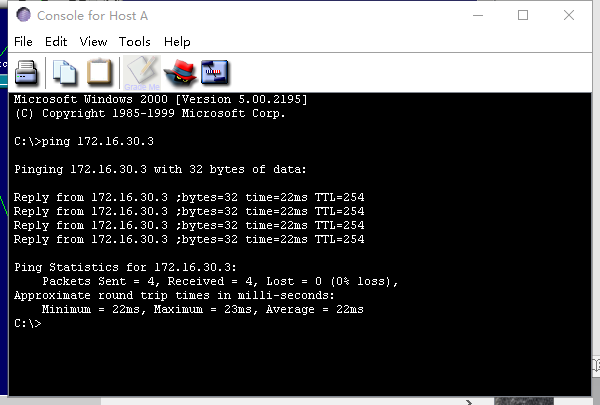 Console for Host A
File Edit View Tools Help
Microsoft Windows 2000 [Version 5.00.2195]
(C) Copyright 1985-1999 Microsoft Corp.
C:\>ping 172.16.30.3
Pinging 172.16.30.3 with 32 bytes of data:
Reply from 172.16.30.3 ;bytes=32 time=22ms TTL=254
Reply from 172.16.30.3 ;bytes=32 time=22ms TTL=254
Reply from 172.16.30.3 ;bytes=32 time=22ms TTL=254
Reply from 172.16.30.3 ;bytes=32 time=22ms TTL=254
Ping Statistics for 172.16.30.3:
Packets Sent = 4, Received = 4, Lost = 0 (0% loss),
Approximate round trip times in milli-seconds:
Minimum = 22ms, Maximum = 23ms, Average = 22ms
C:\>